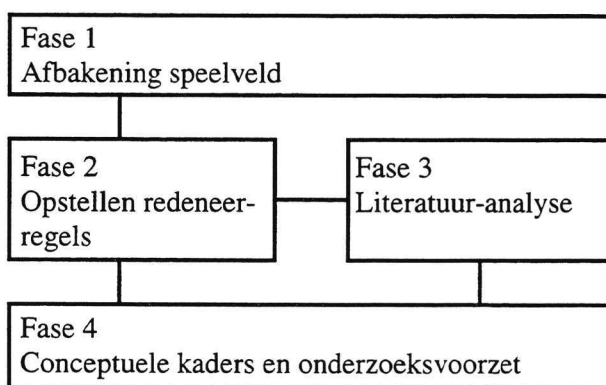 Fase 1
Afbakening speelveld
Fase 2
Opstellen redeneer-
regels
Fase 3
Literatuur-analyse
Fase 4
Conceptuele kaders en onderzoeksvoorzet